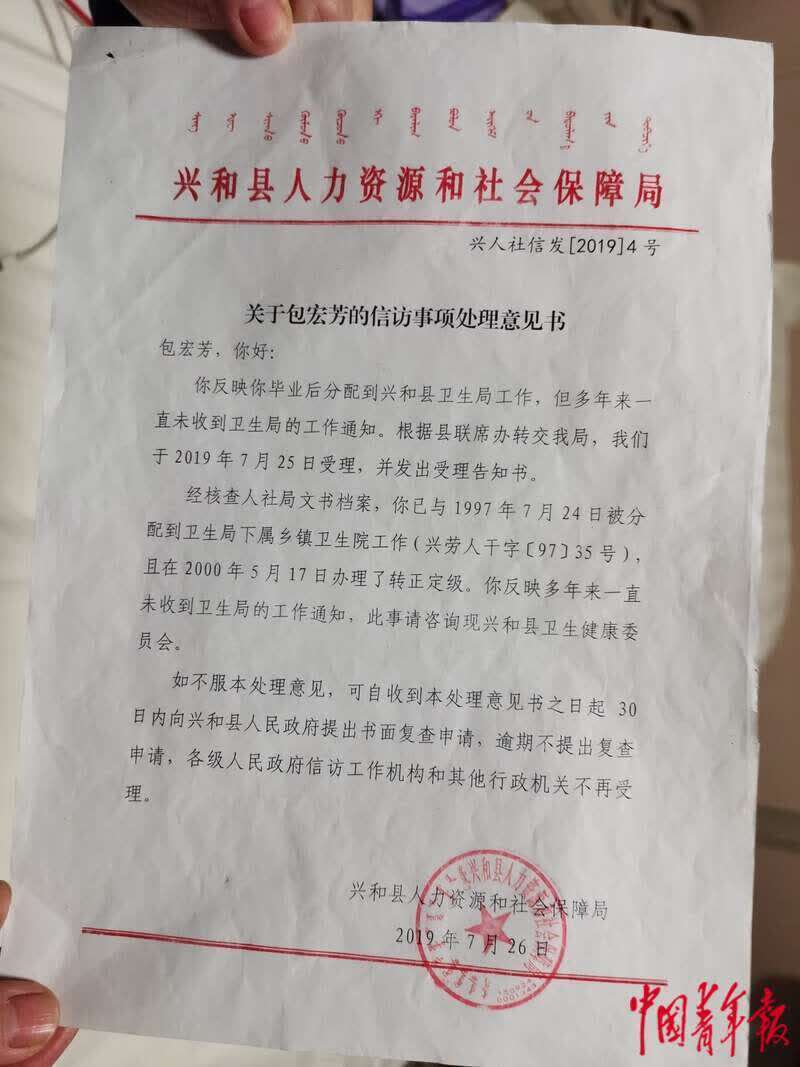 兴和县人力资源和社会保障局
兴人社信发[2019]4号
关于包宏芳的信访事项处理意见书
包宏芳，你好：
你反映你毕业后分配到兴和县卫生局工作，但多年来一
直未收到卫生局的工作通知。根据县联席办转交我局，我们
于2019年7月25日受理，并发出受理告知书。
经核查人社局文书档案，你已与1997年7月24日被分
配到卫生局下属乡镇卫生院工作（兴劳人干字〔97〕35号），
且在2000年5月17日办理了转正定级。你反映多年来一直
未收到卫生局的工作通知，此事请咨询现兴和县卫生健康委
员会。
如不服本处理意见，可自收到本处理意见书之日起 30
日内向兴和县人民政府提出书面复查申请，逾期不提出复查
申请，各级人民政府信访工作机构和其他行政机关不再受
理。
兴和县人力资源和社会保障局
2019年7月26日
兴和县人力资源和社会保障局
中国青年报